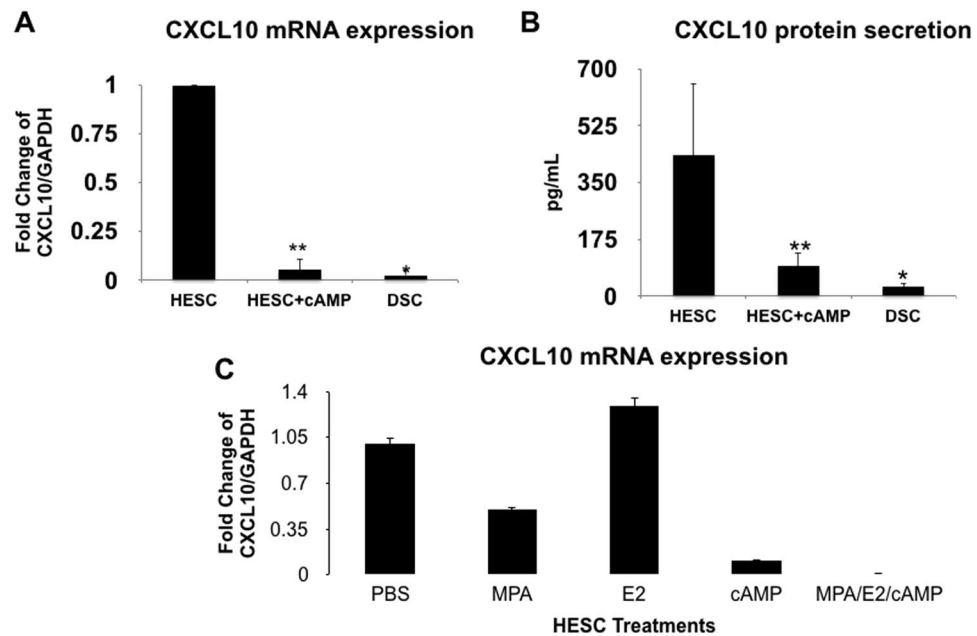 A
CXCL10 mRNA expression
Fold Change of
CXCL10/GAPDH
1
0.75
0.5
0.25
0
**
*
HESC
HESC+cAMP
DSC
B
CXCL10 protein secretion
pg/mL
700
525
350
175
0
**
*
HESC
HESC+cAMP
DSC
C
CXCL10 mRNA expression
Fold Change of
CXCL10/GAPDH
1.4
1.05
0.7
0.35
0
PBS
MPA
E2
cAMP
MPA/E2/cAMP
HESC Treatments